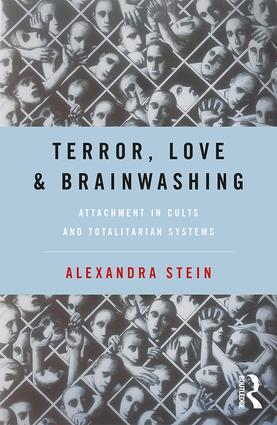 TERROR, LOVE
& BRAINWASHING
ATTACHMENT IN CULTS
AND TOTALITARIAN SYSTEMS
ALEXANDRA STEIN
ROUTLEDGE